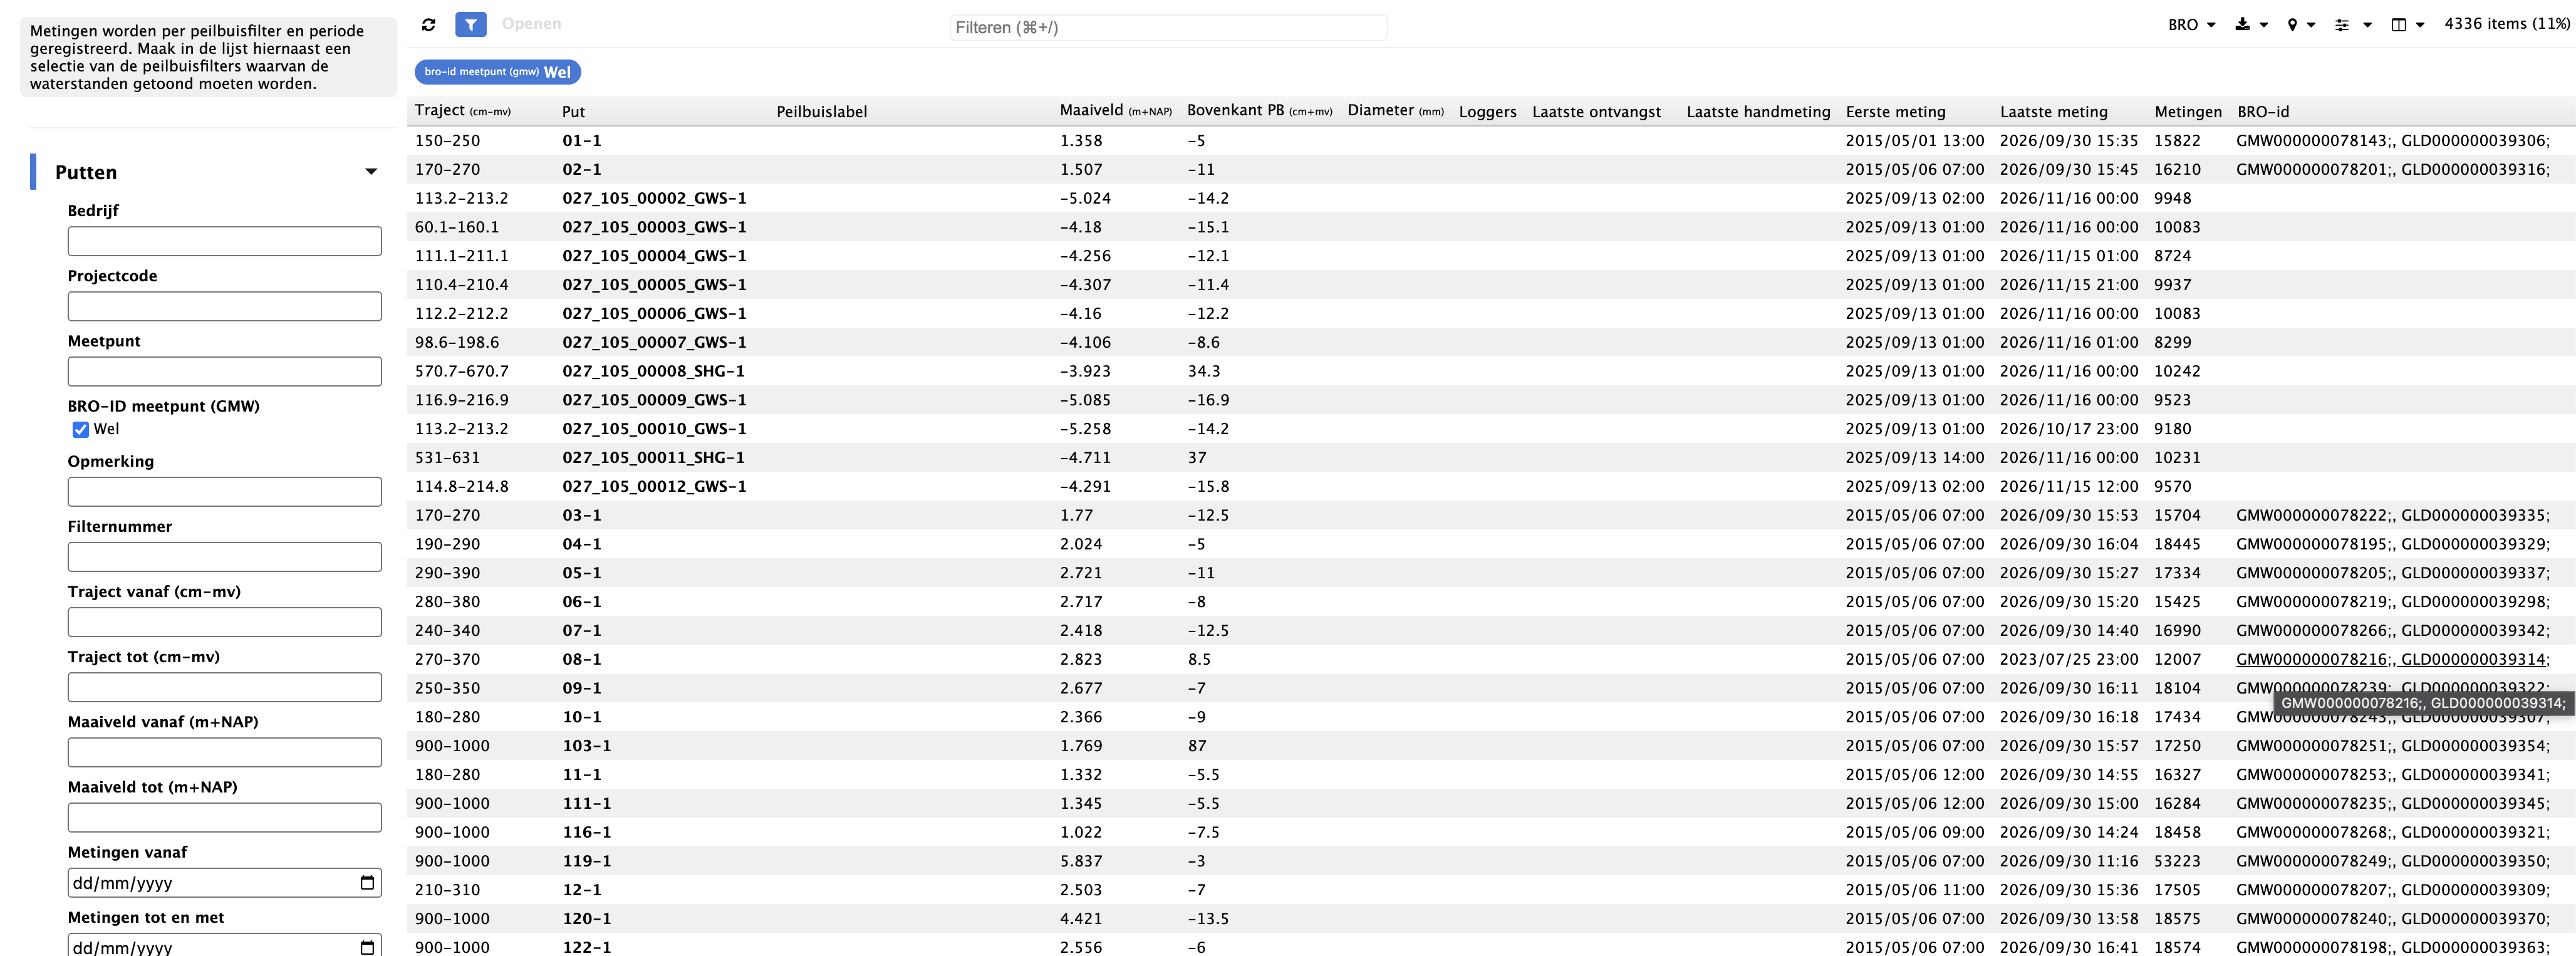 Metingen worden per peilbuisfilter en periode
geregistreerd. Maak in de lijst hiernaast een
selectie van de peilbuisfilters waarvan de
waterstanden getoond moeten worden.
Putten
Bedrijf
Projectcode
Meetpunt
BRO-ID meetpunt (GMW)
Wel
Opmerking
Filternummer
Traject vanaf (cm-mv)
Traject tot (cm-mv)
Maaiveld vanaf (m+NAP)
Maaiveld tot (m+NAP)
Metingen vanaf
dd/mm/yyyy
Metingen tot en met
dd/mm/yyyy
Openen Filteren (⌘+/) BRO 4336 items (11%)
bro-id meetpunt (gmw) Wel
Traject (cm-mv) Put Peilbuislabel Maaiveld (m+NAP) Bovenkant PB (cm+mv) Diameter (mm) Loggers Laatste ontvangst Laatste handmeting Eerste meting Laatste meting Metingen BRO-id
150-250 01-1 1.358 -5 2015/05/01 13:00 2026/09/30 15:35 15822 GMW000000078143;, GLD000000039306;
170-270 02-1 1.507 -11 2015/05/06 07:00 2026/09/30 15:45 16210 GMW000000078201;, GLD000000039316;
113.2-213.2 027_105_00002_GWS-1 -5.024 -14.2 2025/09/13 02:00 2026/11/16 00:00 9948
60.1-160.1 027_105_00003_GWS-1 -4.18 -15.1 2025/09/13 01:00 2026/11/16 00:00 10083
111.1-211.1 027_105_00004_GWS-1 -4.256 -12.1 2025/09/13 01:00 2026/11/15 01:00 8724
110.4-210.4 027_105_00005_GWS-1 -4.307 -11.4 2025/09/13 01:00 2026/11/15 21:00 9937
112.2-212.2 027_105_00006_GWS-1 -4.16 -12.2 2025/09/13 01:00 2026/11/16 00:00 10083
98.6-198.6 027_105_00007_GWS-1 -4.106 -8.6 2025/09/13 01:00 2026/11/16 01:00 8299
570.7-670.7 027_105_00008_SHG-1 -3.923 34.3 2025/09/13 01:00 2026/11/16 00:00 10242
116.9-216.9 027_105_00009_GWS-1 -5.085 -16.9 2025/09/13 01:00 2026/11/16 00:00 9523
113.2-213.2 027_105_00010_GWS-1 -5.258 -14.2 2025/09/13 01:00 2026/10/17 23:00 9180
531-631 027_105_00011_SHG-1 -4.711 37 2025/09/13 14:00 2026/11/16 00:00 10231
114.8-214.8 027_105_00012_GWS-1 -4.291 -15.8 2025/09/13 02:00 2026/11/15 12:00 9570
170-270 03-1 1.77 -12.5 2015/05/06 07:00 2026/09/30 15:53 15704 GMW000000078222;, GLD000000039335;
190-290 04-1 2.024 -5 2015/05/06 07:00 2026/09/30 16:04 18445 GMW000000078195;, GLD000000039329;
290-390 05-1 2.721 -11 2015/05/06 07:00 2026/09/30 15:27 17334 GMW000000078205;, GLD000000039337;
280-380 06-1 2.717 -8 2015/05/06 07:00 2026/09/30 15:20 15425 GMW000000078219;, GLD000000039298;
240-340 07-1 2.418 -12.5 2015/05/06 07:00 2026/09/30 14:40 16990 GMW000000078266;, GLD000000039342;
270-370 08-1 2.823 8.5 2015/05/06 07:00 2023/07/25 23:00 12007 GMW000000078216;, GLD000000039314;
250-350 09-1 2.677 -7 2015/05/06 07:00 2026/09/30 16:11 18104 GMW000000078239;, GLD000000039322;
GMW000000078216;, GLD000000039314;
180-280 10-1 2.366 -9 2015/05/06 07:00 2026/09/30 16:18 17434
900-1000 103-1 1.769 87 2015/05/06 07:00 2026/09/30 15:57 17250 GMW000000078251;, GLD000000039354;
180-280 11-1 1.332 -5.5 2015/05/06 12:00 2026/09/30 14:55 16327 GMW000000078253;, GLD000000039341;
900-1000 111-1 1.345 -5.5 2015/05/06 12:00 2026/09/30 15:00 16284 GMW000000078235;, GLD000000039345;
900-1000 116-1 1.022 -7.5 2015/05/06 09:00 2026/09/30 14:24 18458 GMW000000078268;, GLD000000039321;
900-1000 119-1 5.837 -3 2015/05/06 07:00 2026/09/30 11:16 53223 GMW000000078249;, GLD000000039350;
210-310 12-1 2.503 -7 2015/05/06 11:00 2026/09/30 15:36 17505 GMW000000078207;, GLD000000039309;
900-1000 120-1 4.421 -13.5 2015/05/06 07:00 2026/09/30 13:58 18575 GMW000000078240;, GLD000000039370;
900-1000 122-1 2.556 -6 2015/05/06 07:00 2026/09/30 16:41 18574 GMW000000078198;, GLD000000039363;